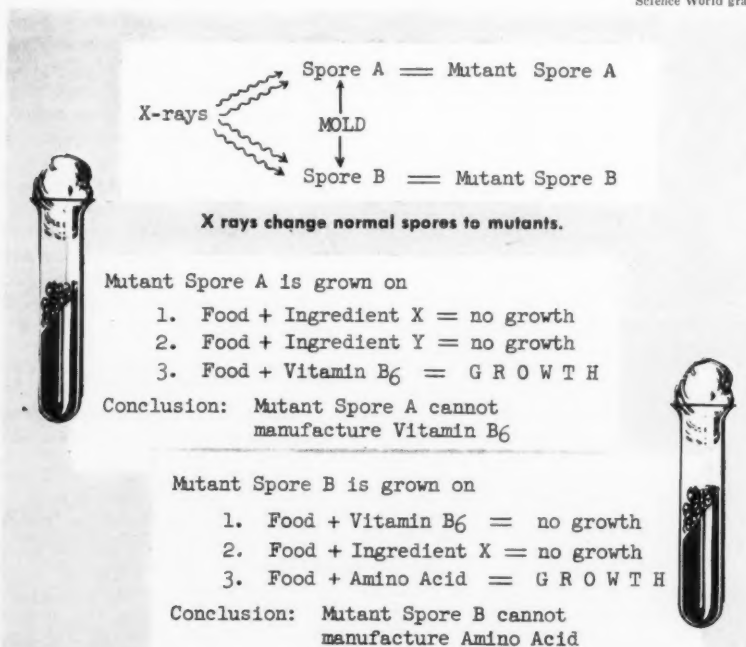 Science World gra
Spore A = Mutant Spore A
X-rays
MOLD
Spore B = Mutant Spore B
X rays change normal spores to mutants.
Mutant Spore A is grown on
1. Food + Ingredient X = no growth
2. Food + Ingredient Y = no growth
3. Food + Vitamin B6 = G R O W T H
Conclusion: Mutant Spore A cannot
manufacture Vitamin B6
Mutant Spore B is grown on
1. Food + Vitamin B6 = no growth
2. Food + Ingredient X = no growth
3. Food + Amino Acid = G R O W T H
Conclusion: Mutant Spore B cannot
manufacture Amino Acid